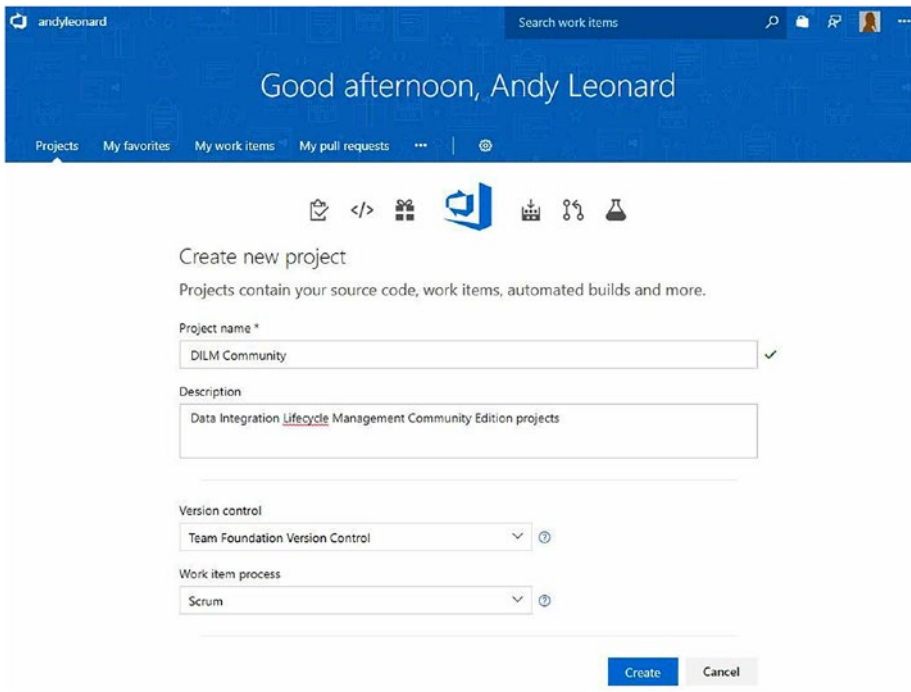 andyleonard
Search work items
Good afternoon, Andy Leonard
Projects My favorites My work items My pull requests ···
Create new project
Projects contain your source code, work items, automated builds and more.
Project name *
DILM Community
Description
Data Integration Lifecycle Management Community Edition projects
Version control
Team Foundation Version Control
Work item process
Scrum
Create Cancel